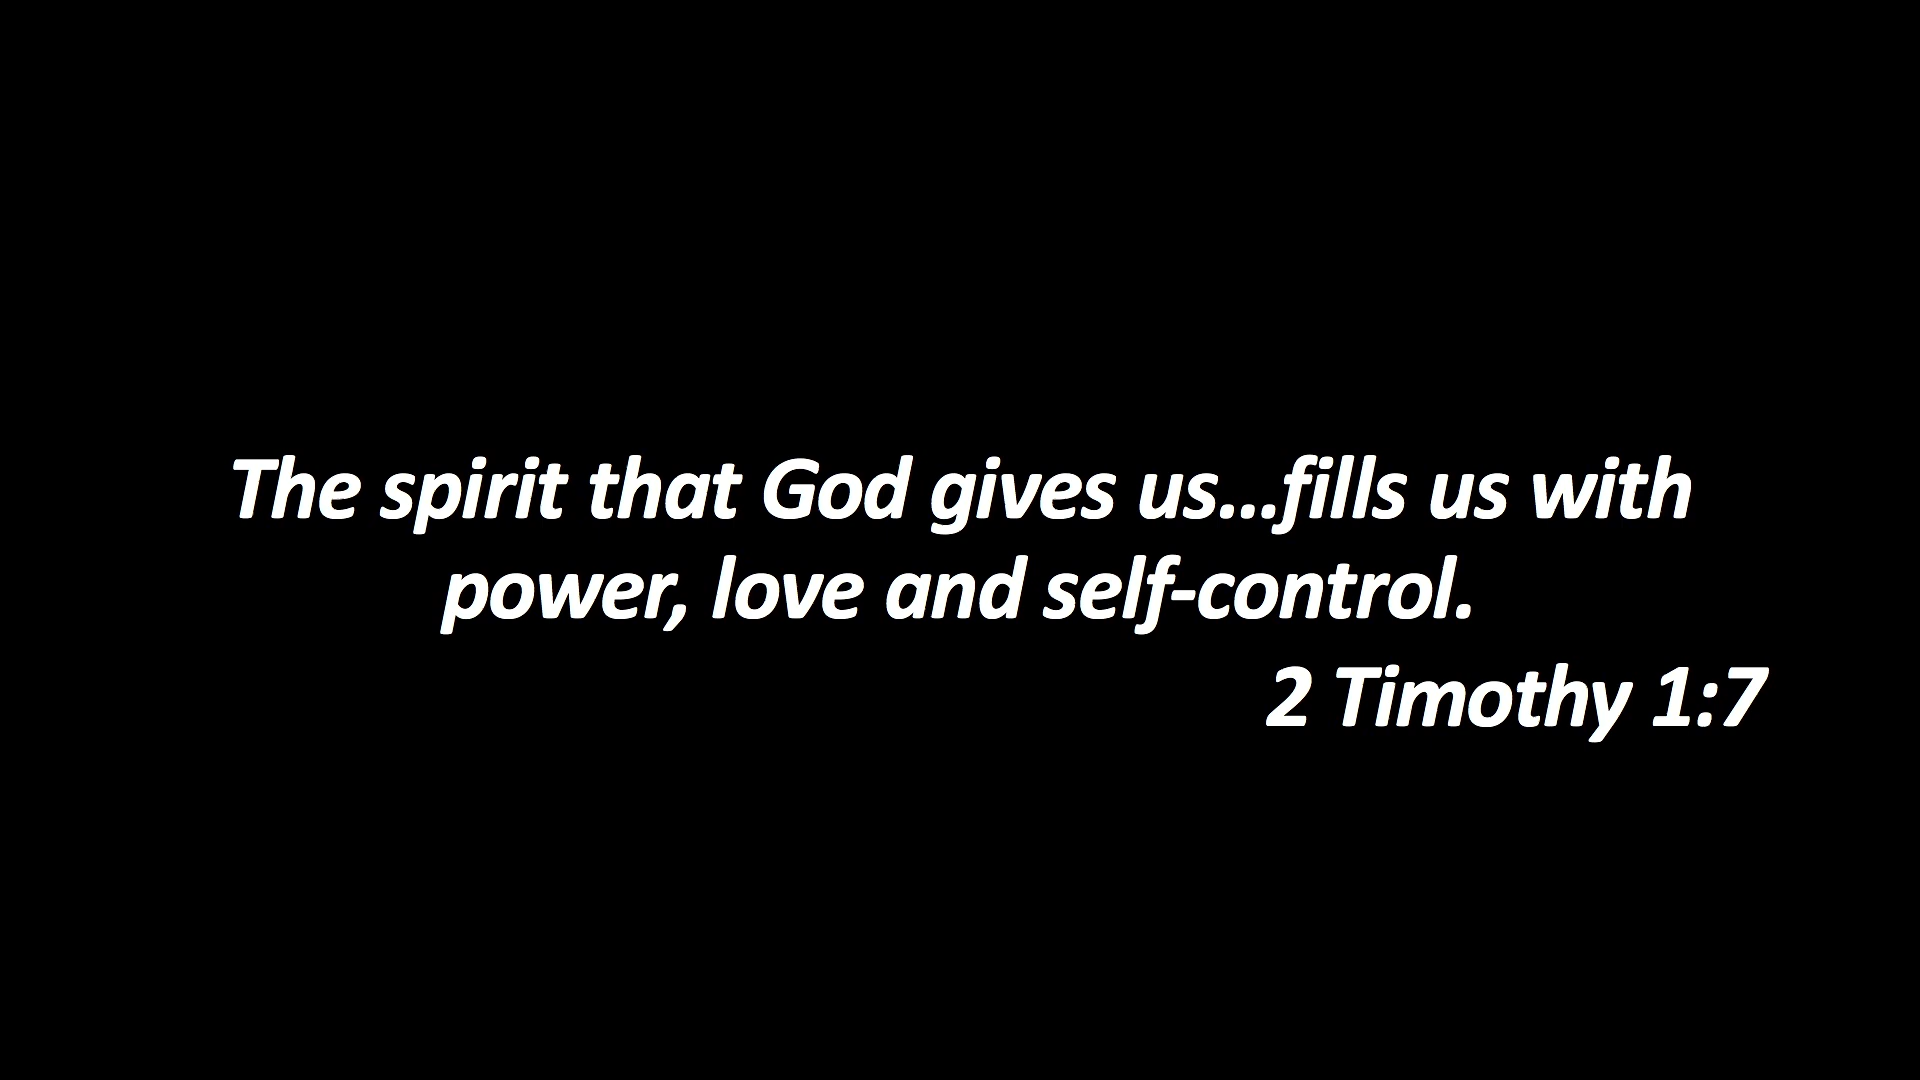 The spirit that God gives us...fills us with
power, love and self-control.
2 Timothy 1:7